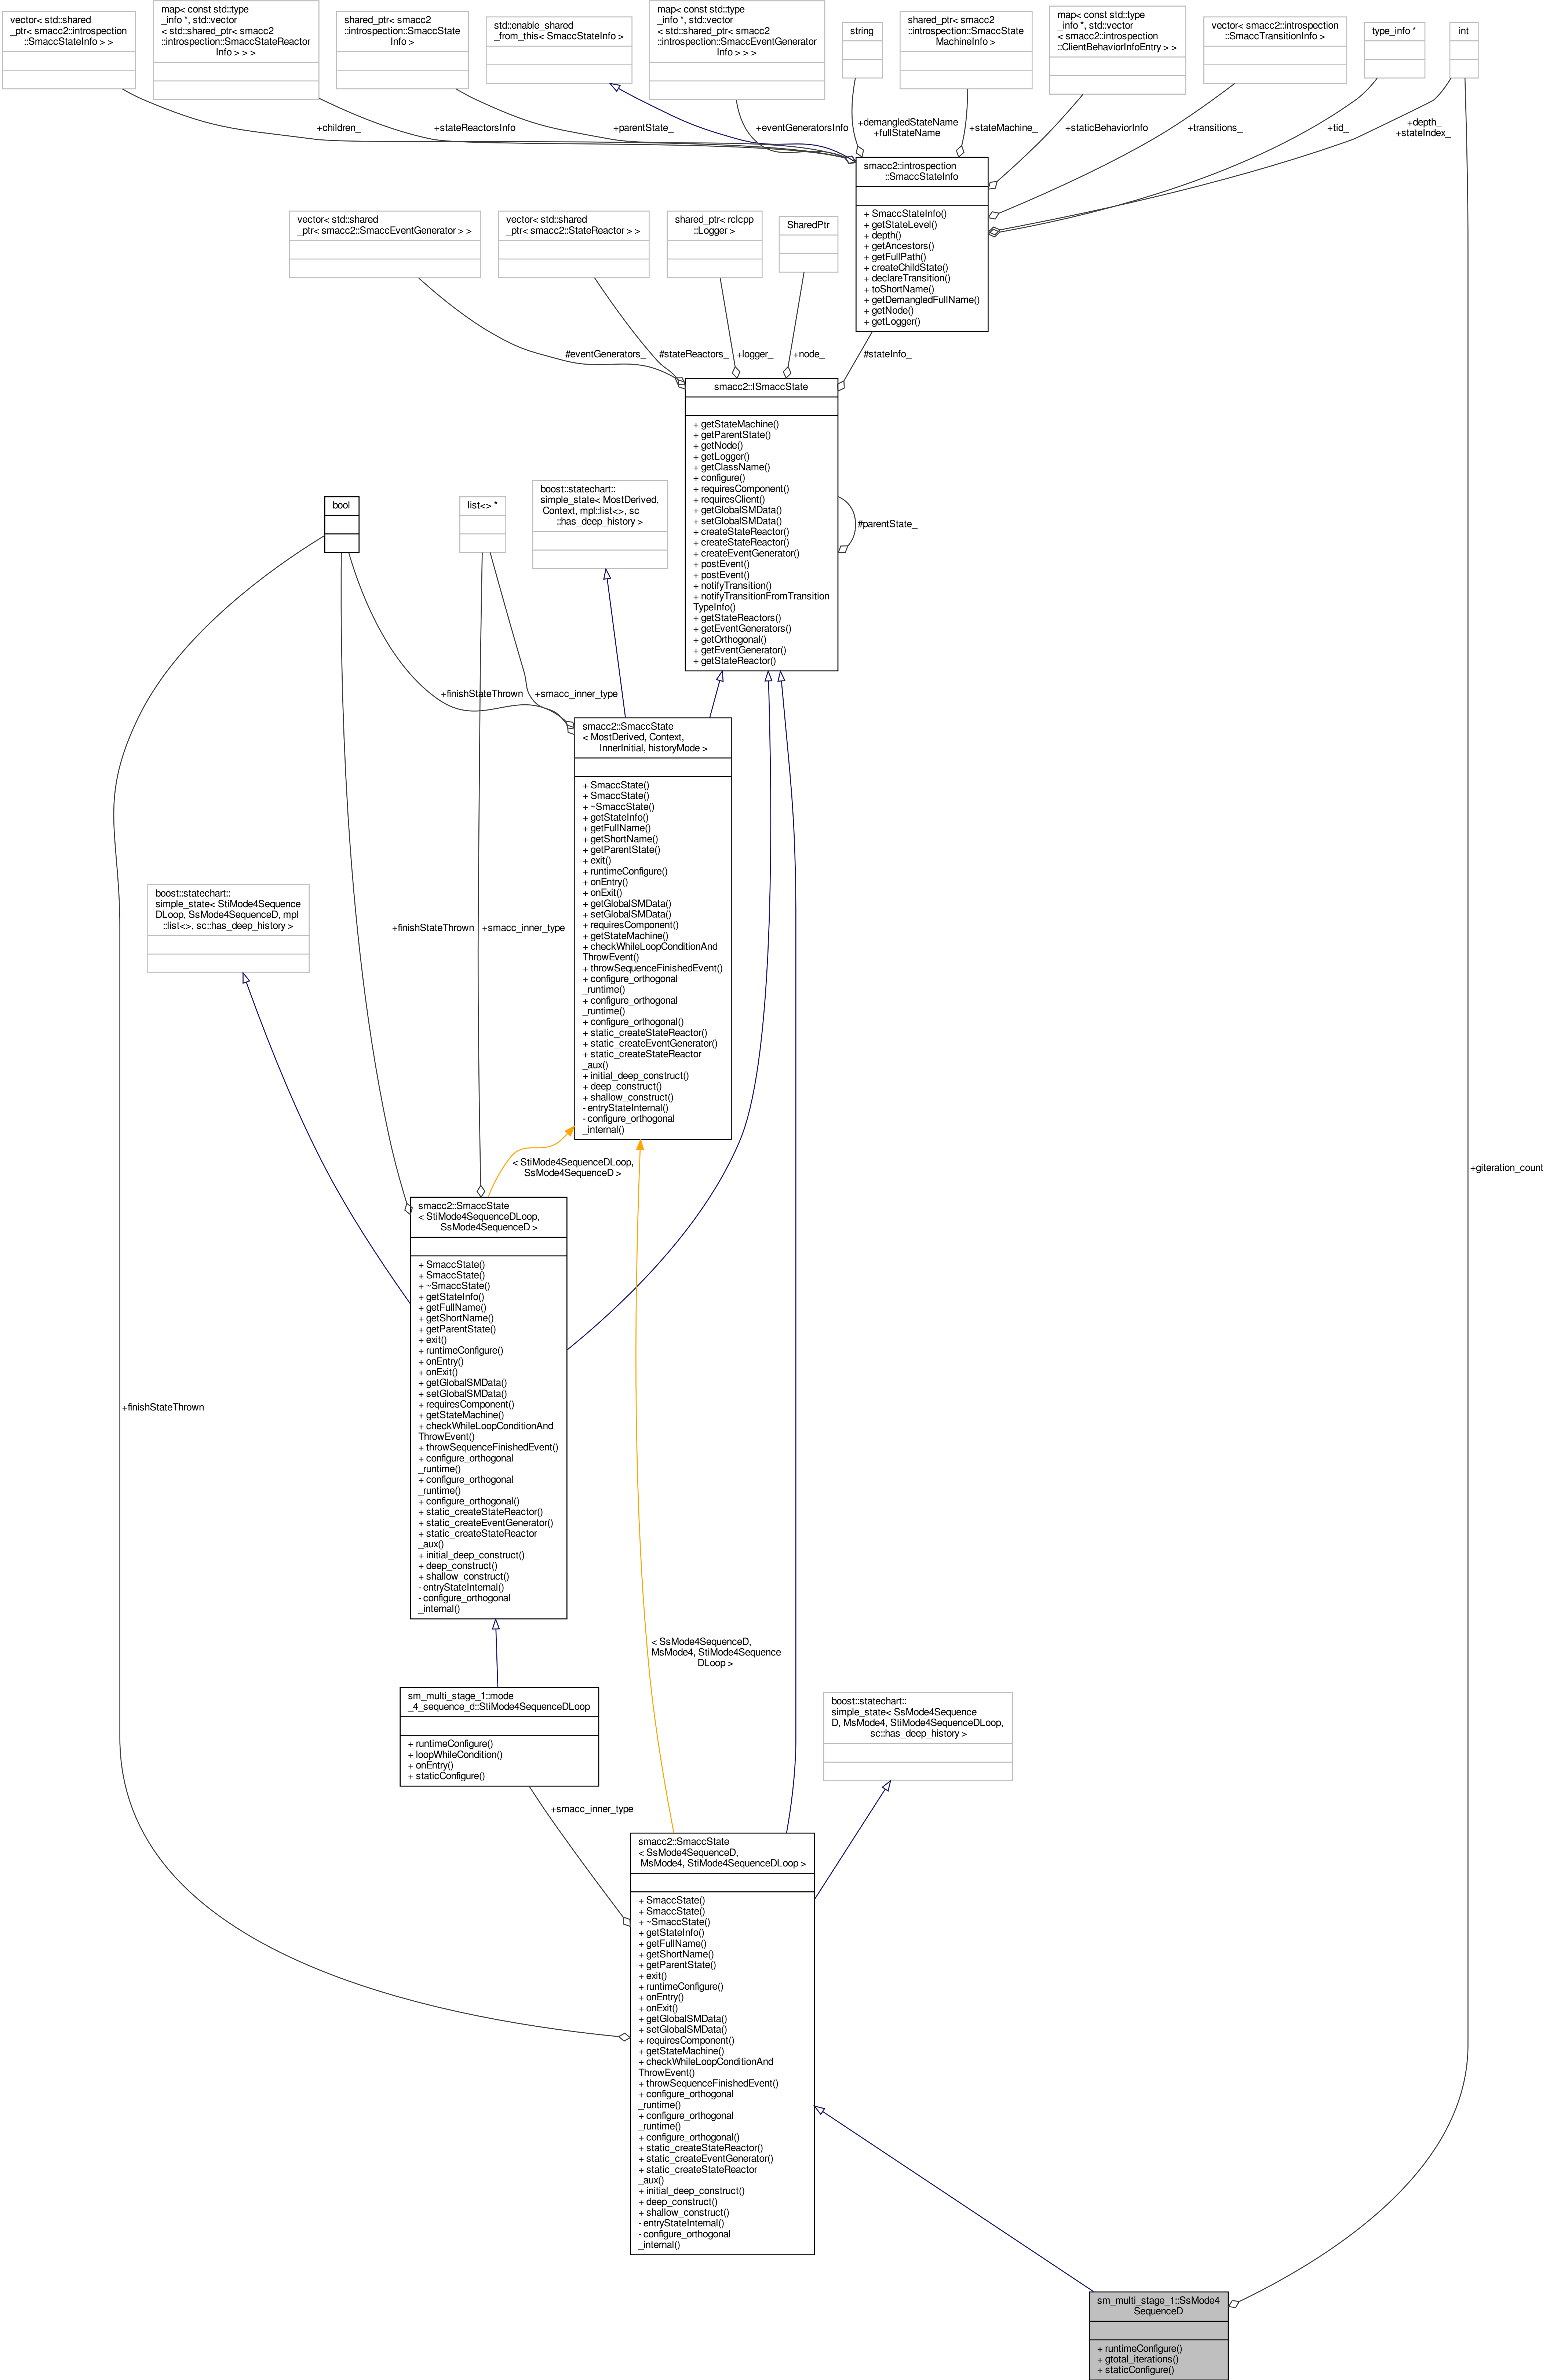 vector< std::shared
_ptr< smacc2::introspection
::SmaccStateInfo > >
map< const std::type
_info *, std::vector
< std::shared_ptr< smacc2
::introspection::SmaccStateReactor
Info > > >
shared_ptr< smacc2
::introspection::SmaccState
Info >
std::enable_shared
_from_this< SmaccStateInfo >
map< const std::type
_info *, std::vector
< std::shared_ptr< smacc2
::introspection::SmaccEventGenerator
Info > > >
string
shared_ptr< smacc2
::introspection::SmaccState
MachineInfo >
map< const std::type
_info *, std::vector
< smacc2::introspection
::ClientBehaviorInfoEntry > >
vector< smacc2::introspection
::SmaccTransitionInfo >
type_info *
int
+children_
+stateReactorsInfo
+parentState_
+eventGeneratorsInfo
+demangledStateName
+fullStateName
+stateMachine_
+staticBehaviorInfo
+transitions_
+tid_
+depth_
+stateIndex_
smacc2::introspection
::SmaccStateInfo
+ SmaccStateInfo()
+ getStateLevel()
+ depth()
+ getAncestors()
+ getFullPath()
+ createChildState()
+ declareTransition()
+ toShortName()
+ getDemangledFullName()
+ getNode()
+ getLogger()
vector< std::shared
_ptr< smacc2::SmaccEventGenerator > >
vector< std::shared
_ptr< smacc2::StateReactor > >
shared_ptr< rclcpp
::Logger >
SharedPtr
#eventGenerators_
#stateReactors_
+logger_
+node_
#stateInfo_
smacc2::ISmaccState
+ getStateMachine()
+ getParentState()
+ getNode()
+ getLogger()
+ getClassName()
+ configure()
+ requiresComponent()
+ requiresClient()
+ getGlobalSMData()
+ setGlobalSMData()
+ createStateReactor()
+ createStateReactor()
+ createEventGenerator()
+ postEvent()
+ postEvent()
+ notifyTransition()
+ notifyTransitionFromTransition
TypeInfo()
+ getStateReactors()
+ getEventGenerators()
+ getOrthogonal()
+ getEventGenerator()
+ getStateReactor()
#parentState_
bool
list<> *
boost::statechart::
simple_state< MostDerived,
Context, mpl::list<>, sc
::has_deep_history >
+finishStateThrown
+smacc_inner_type
smacc2::SmaccState
< MostDerived, Context,
InnerInitial, historyMode >
+ SmaccState()
+ SmaccState()
+ ~SmaccState()
+ getStateInfo()
+ getFullName()
+ getShortName()
+ getParentState()
+ exit()
+ runtimeConfigure()
+ onEntry()
+ onExit()
+ getGlobalSMData()
+ setGlobalSMData()
+ requiresComponent()
+ getStateMachine()
+ checkWhileLoopConditionAnd
ThrowEvent()
+ throwSequenceFinishedEvent()
+ configure_orthogonal
_runtime()
+ configure_orthogonal
_runtime()
+ configure_orthogonal()
+ static_createStateReactor()
+ static_createEventGenerator()
+ static_createStateReactor
_aux()
+ initial_deep_construct()
+ deep_construct()
+ shallow_construct()
- entryStateInternal()
- configure_orthogonal
_internal()
boost::statechart::
simple_state< StiMode4Sequence
DLoop, SsMode4SequenceD, mpl
::list<>, sc::has_deep_history >
+finishStateThrown
+smacc_inner_type
< StiMode4SequenceDLoop,
SsMode4SequenceD >
+giteration_count
smacc2::SmaccState
< StiMode4SequenceDLoop,
SsMode4SequenceD >
+ SmaccState()
+ SmaccState()
+ ~SmaccState()
+ getStateInfo()
+ getFullName()
+ getShortName()
+ getParentState()
+ exit()
+ runtimeConfigure()
+ onEntry()
+ onExit()
+ getGlobalSMData()
+ setGlobalSMData()
+ requiresComponent()
+ getStateMachine()
+ checkWhileLoopConditionAnd
ThrowEvent()
+ throwSequenceFinishedEvent()
+ configure_orthogonal
_runtime()
+ configure_orthogonal
_runtime()
+ configure_orthogonal()
+ static_createStateReactor()
+ static_createEventGenerator()
+ static_createStateReactor
_aux()
+ initial_deep_construct()
+ deep_construct()
+ shallow_construct()
- entryStateInternal()
- configure_orthogonal
_internal()
+finishStateThrown
< SsMode4SequenceD,
MsMode4, StiMode4Sequence
DLoop >
sm_multi_stage_1::mode
_4_sequence_d::StiMode4SequenceDLoop
+ runtimeConfigure()
+ loopWhileCondition()
+ onEntry()
+ staticConfigure()
boost::statechart::
simple_state< SsMode4Sequence
D, MsMode4, StiMode4SequenceDLoop,
sc::has_deep_history >
+smacc_inner_type
smacc2::SmaccState
< SsMode4SequenceD,
MsMode4, StiMode4SequenceDLoop >
+ SmaccState()
+ SmaccState()
+ ~SmaccState()
+ getStateInfo()
+ getFullName()
+ getShortName()
+ getParentState()
+ exit()
+ runtimeConfigure()
+ onEntry()
+ onExit()
+ getGlobalSMData()
+ setGlobalSMData()
+ requiresComponent()
+ getStateMachine()
+ checkWhileLoopConditionAnd
ThrowEvent()
+ throwSequenceFinishedEvent()
+ configure_orthogonal
_runtime()
+ configure_orthogonal
_runtime()
+ configure_orthogonal()
+ static_createStateReactor()
+ static_createEventGenerator()
+ static_createStateReactor
_aux()
+ initial_deep_construct()
+ deep_construct()
+ shallow_construct()
- entryStateInternal()
- configure_orthogonal
_internal()
sm_multi_stage_1::SsMode4
SequenceD
+ runtimeConfigure()
+ gtotal_iterations()
+ staticConfigure()